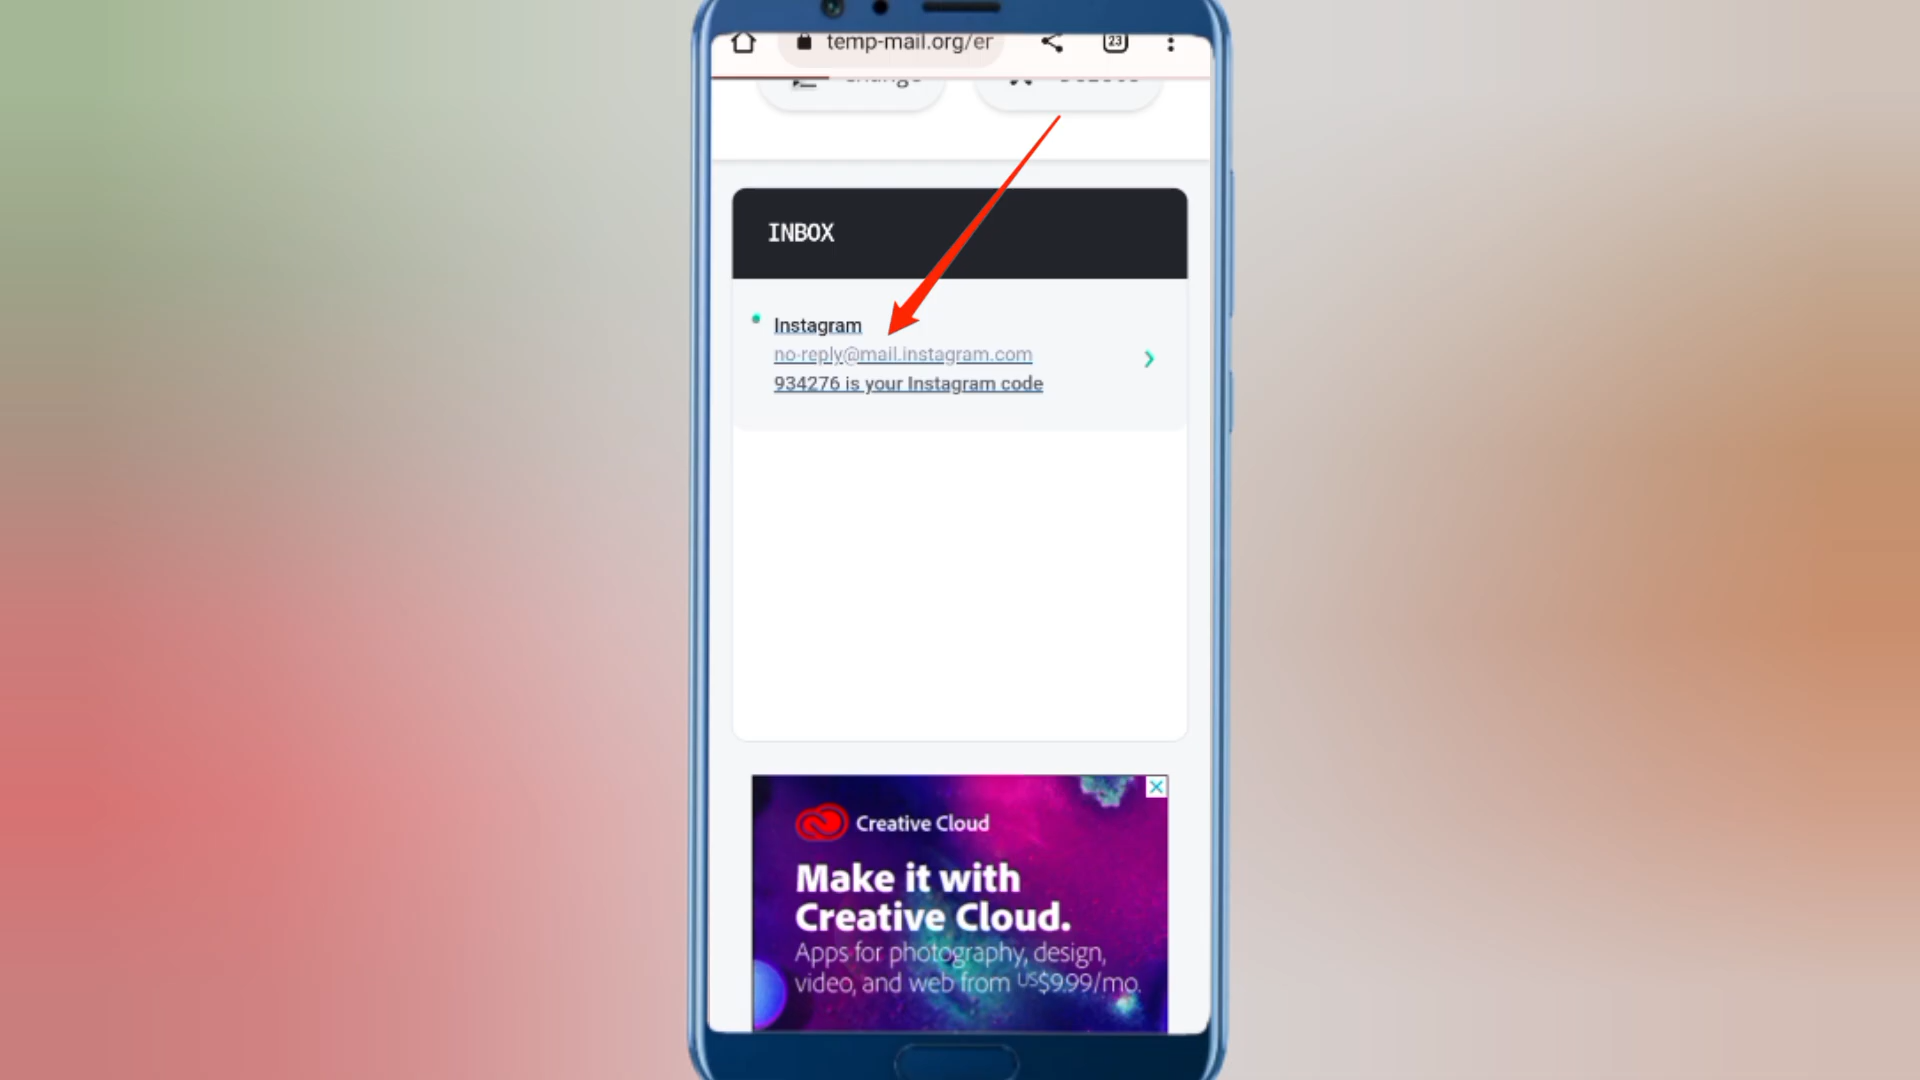 temp-mail.org/er
23
Change
INBOX
Instagram
no-reply@mail.instagram.com
934276 is your Instagram code
Creative Cloud
Make it with
Creative Cloud.
Apps for photography, design,
video, and web from US$9.99/mo.